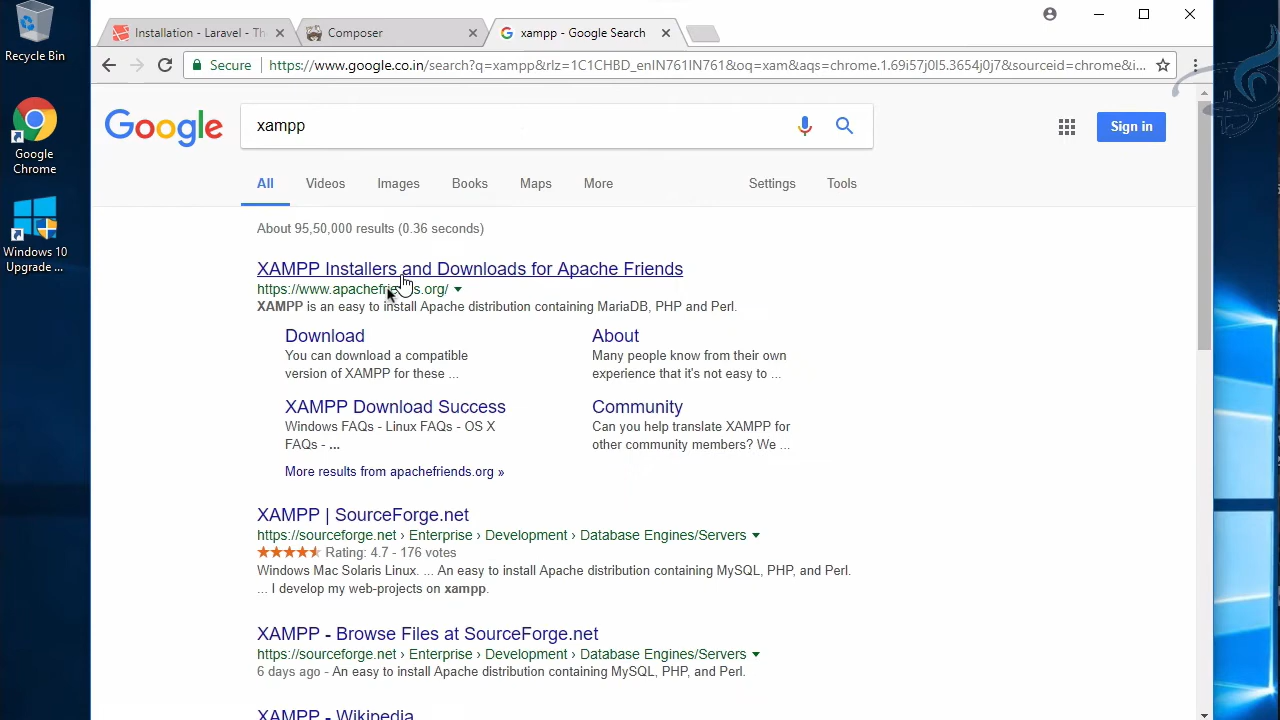 Recycle Bin
Google
Chrome
Windows 10
Upgrade ...
Installation - Laravel - Th
Composer
xampp - Google Search
Secure
https://www.google.co.in/search?q=xampp&rlz=1C1CHBD_enIN761IN761&oq=xam&aqs=chrome.1.69i57j0l5.3654j0j7&sourceid=chrome&i...
Google
xampp
Sign in
All
Videos
Images
Books
Maps
More
Settings
Tools
About 95,50,000 results (0.36 seconds)
XAMPP Installers and Downloads for Apache Friends
https://www.apachefriends.org/
XAMPP is an easy to install Apache distribution containing MariaDB, PHP and Perl.
Download
You can download a compatible
version of XAMPP for these ...
About
Many people know from their own
experience that it's not easy to ...
XAMPP Download Success
Windows FAQs - Linux FAQs - OS X
FAQs - ...
Community
Can you help translate XAMPP for
other community members? We ...
More results from apachefriends.org »
XAMPP | SourceForge.net
https://sourceforge.net › Enterprise › Development › Database Engines/Servers
Rating: 4.7 - 176 votes
Windows Mac Solaris Linux. ... An easy to install Apache distribution containing MySQL, PHP, and Perl.
... I develop my web-projects on xampp.
XAMPP - Browse Files at SourceForge.net
https://sourceforge.net › Enterprise › Development › Database Engines/Servers
6 days ago - An easy to install Apache distribution containing MySQL, PHP, and Perl.
XAMPP - Wikipedia